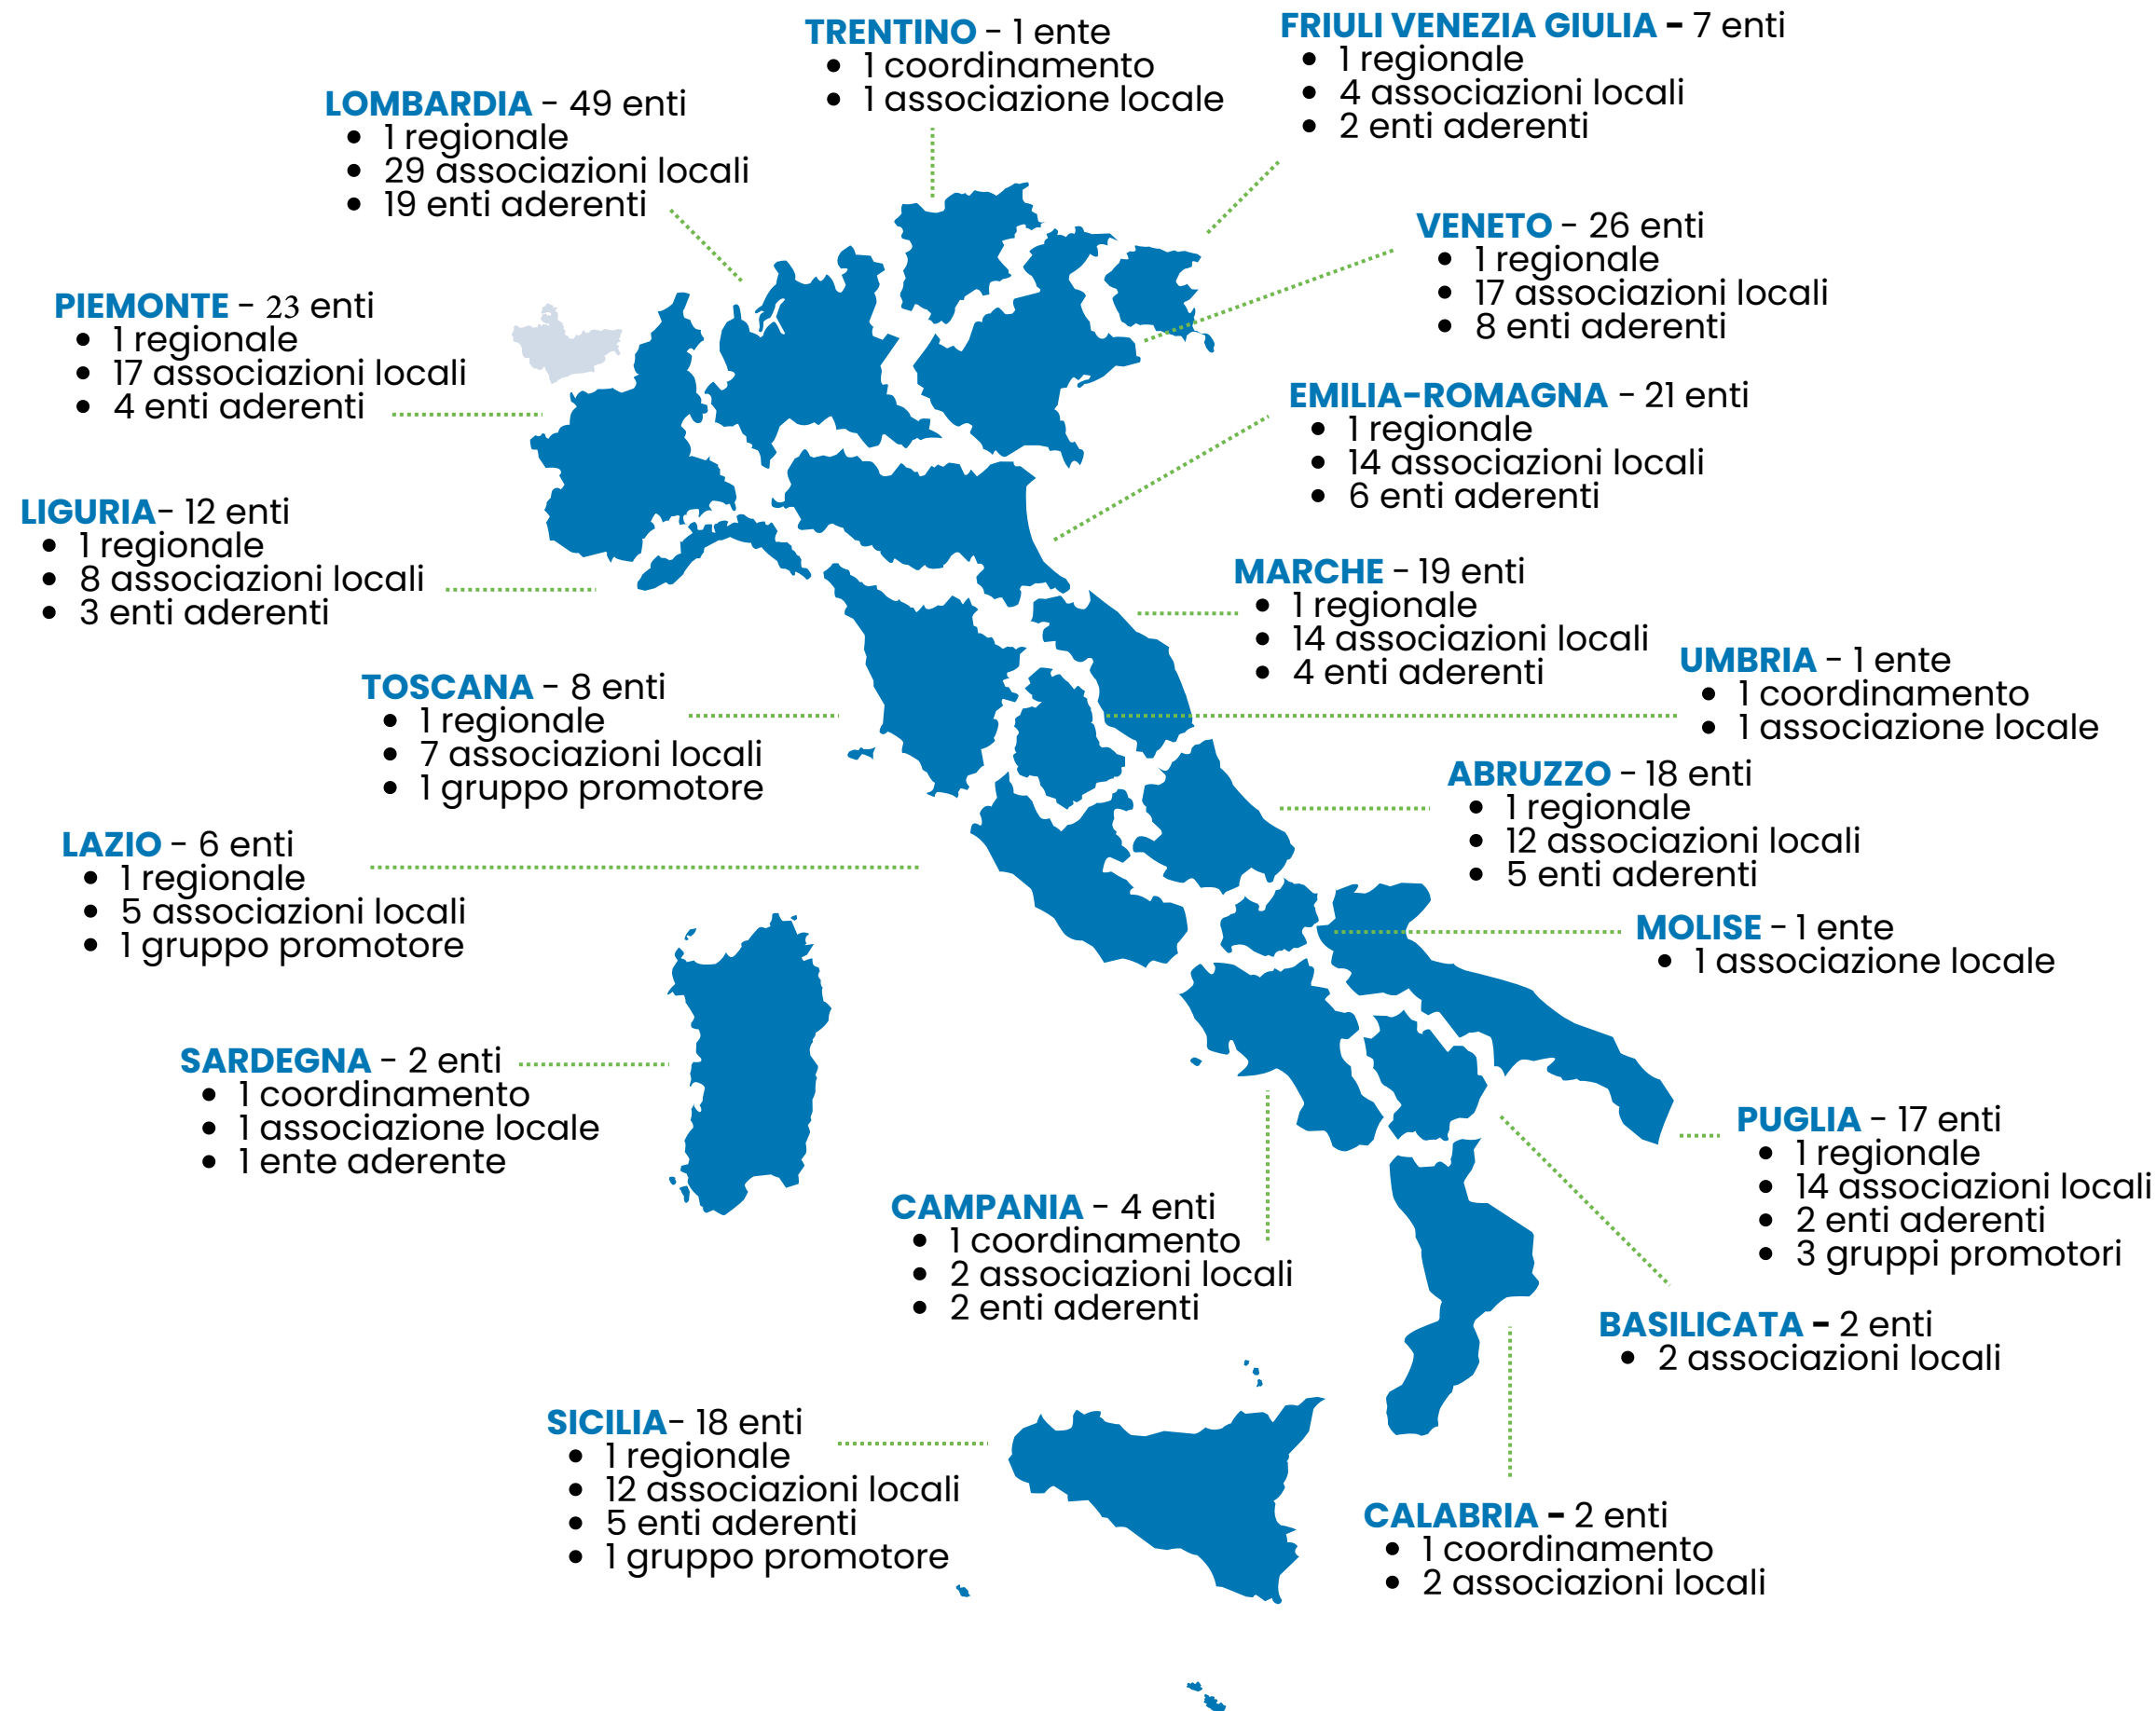 TRENTINO - 1 ente
• 1 coordinamento
• 1 associazione locale
FRIULI VENEZIA GIULIA - 7 enti
• 1 regionale
• 4 associazioni locali
• 2 enti aderenti
LOMBARDIA - 49 enti
• 1 regionale
• 29 associazioni locali
• 19 enti aderenti
VENETO - 26 enti
• 1 regionale
• 17 associazioni locali
• 8 enti aderenti
PIEMONTE - 23 enti
• 1 regionale
• 17 associazioni locali
• 4 enti aderenti
EMILIA-ROMAGNA - 21 enti
• 1 regionale
• 14 associazioni locali
• 6 enti aderenti
LIGURIA- 12 enti
• 1 regionale
• 8 associazioni locali
• 3 enti aderenti
MARCHE - 19 enti
• 1 regionale
• 14 associazioni locali
• 4 enti aderenti
UMBRIA - 1 ente
• 1 coordinamento
• 1 associazione locale
TOSCANA - 8 enti
• 1 regionale
• 7 associazioni locali
• 1 gruppo promotore
ABRUZZO - 18 enti
• 1 regionale
• 12 associazioni locali
• 5 enti aderenti
LAZIO - 6 enti
• 1 regionale
• 5 associazioni locali
• 1 gruppo promotore
MOLISE - 1 ente
• 1 associazione locale
SARDEGNA - 2 enti
• 1 coordinamento
• 1 associazione locale
• 1 ente aderente
PUGLIA - 17 enti
• 1 regionale
• 14 associazioni locali
• 2 enti aderenti
• 3 gruppi promotori
CAMPANIA - 4 enti
• 1 coordinamento
• 2 associazioni locali
• 2 enti aderenti
BASILICATA - 2 enti
• 2 associazioni locali
SICILIA- 18 enti
• 1 regionale
• 12 associazioni locali
• 5 enti aderenti
• 1 gruppo promotore
CALABRIA - 2 enti
• 1 coordinamento
• 2 associazioni locali